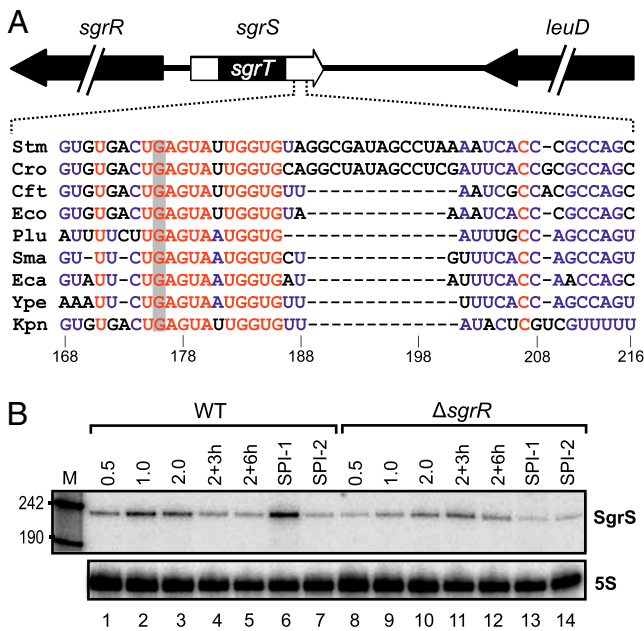 A
sgrR sgrS leuD
sgrT
Stm GUGUGACUGAGUAUUGGUGUAGGCGAUAGCCUAAAAUCACC-CGCCAGC
Cro GUGUGACUGAGUAUUGGUGCAGGCUAUAGCCUCGAUUCACCGCGCCAGC
Cft GUGUGACUGAGUAUUGGUGUU-------------AAUCGCCACGCCAGC
Eco GUGUGACUGAGUAUUGGUGUA------------AAAUCACC-CGCCAGC
Plu AUUUUCUUGAGUAAUGGUG---------------AUUUGCC-AGCCAGU
Sma GU-UU-CUGAGUAAUGGUGCU------------GUUUCACC-AGCCAGU
Eca GUAUU-CUGAGUAAUGGUGAU------------AUUUCACC-AACCAGC
Ype AAAUU-CUGAGUAAUGGUGUU-------------UUUCACC-AGCCAGU
Kpn GUGUGACUGAGUAUUGGUGUU-------------AUACUCGUCGUUUUU
168 178 188 198 208 216
B
WT ΔsgrR
M 0.5 1.0 2.0 2+3h 2+6h SPI-1 SPI-2 0.5 1.0 2.0 2+3h 2+6h SPI-1 SPI-2
242
190
SgrS
5S
1 2 3 4 5 6 7 8 9 10 11 12 13 14